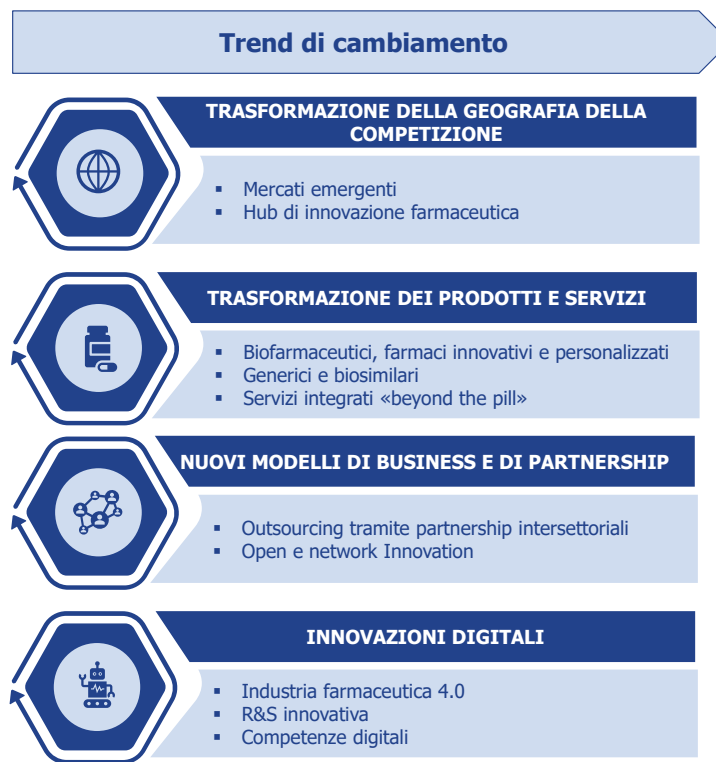 Trend di cambiamento
TRASFORMAZIONE DELLA GEOGRAFIA DELLA
COMPETIZIONE
▪ Mercati emergenti
▪ Hub di innovazione farmaceutica
TRASFORMAZIONE DEI PRODOTTI E SERVIZI
▪ Biofarmaceutici, farmaci innovativi e personalizzati
▪ Generici e biosimilari
▪ Servizi integrati «beyond the pill»
NUOVI MODELLI DI BUSINESS E DI PARTNERSHIP
▪ Outsourcing tramite partnership intersettoriali
▪ Open e network Innovation
INNOVAZIONI DIGITALI
▪ Industria farmaceutica 4.0
▪ R&S innovativa
▪ Competenze digitali